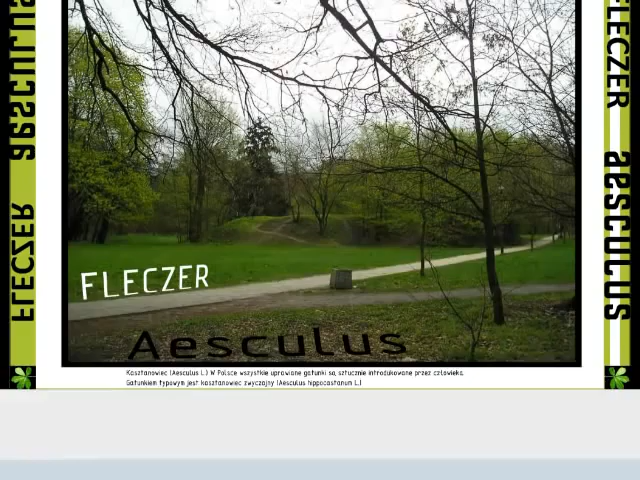 FLECZER aesculus
FLECZER
Aesculus
Kasztanowiec (Aesculus L.) W Polsce wszystkie uprawiane gatunki są sztucznie introdukowane przez człowieka.
Gatunkiem typowym jest kasztanowiec zwyczajny (Aesculus hippocastanum L.)
FLECZER aesculus